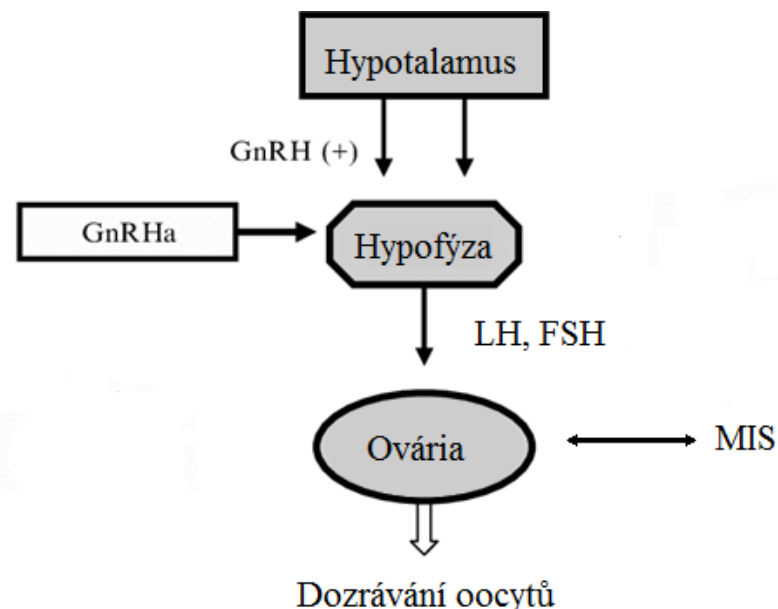 Hypotalamus
GnRH (+)
GnRHa
Hypofýza
LH, FSH
Ovária
MIS
Dozrávání oocytů